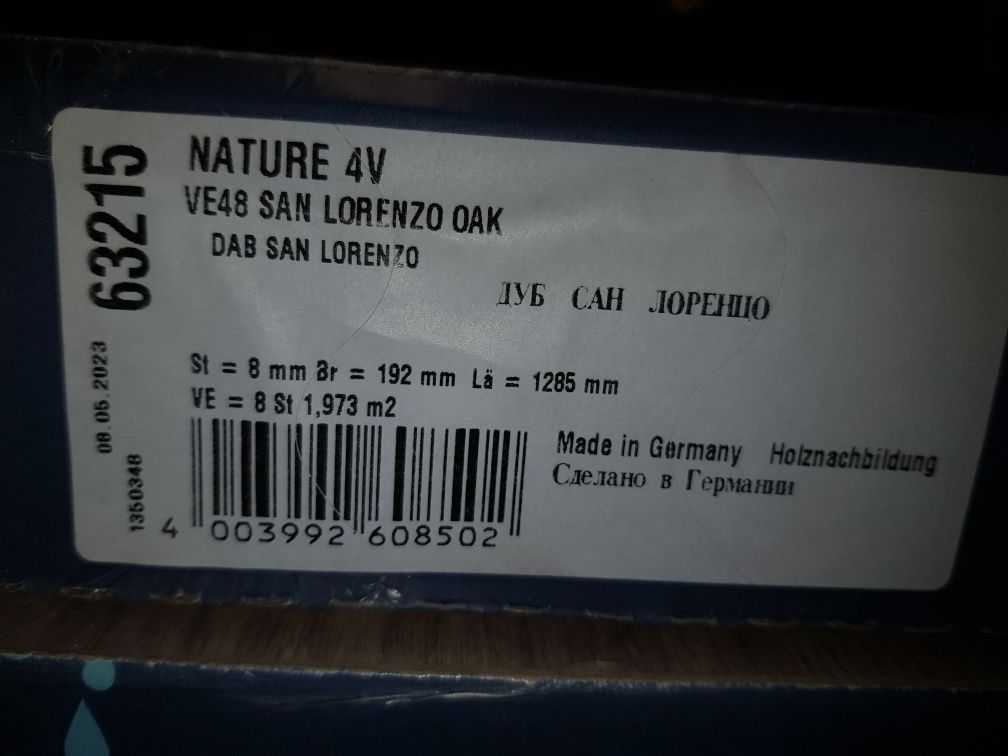 63215
08.05.2023
1350348
NATURE 4V
VE48 SAN LORENZO OAK
DAB SAN LORENZO
ДУБ САН ЛОРЕНЦО
St = 8 mm Br = 192 mm Lä = 1285 mm
VE = 8 St 1,973 m2
Made in Germany Holznachbildung
Сделано в Германии
4 003992 608502